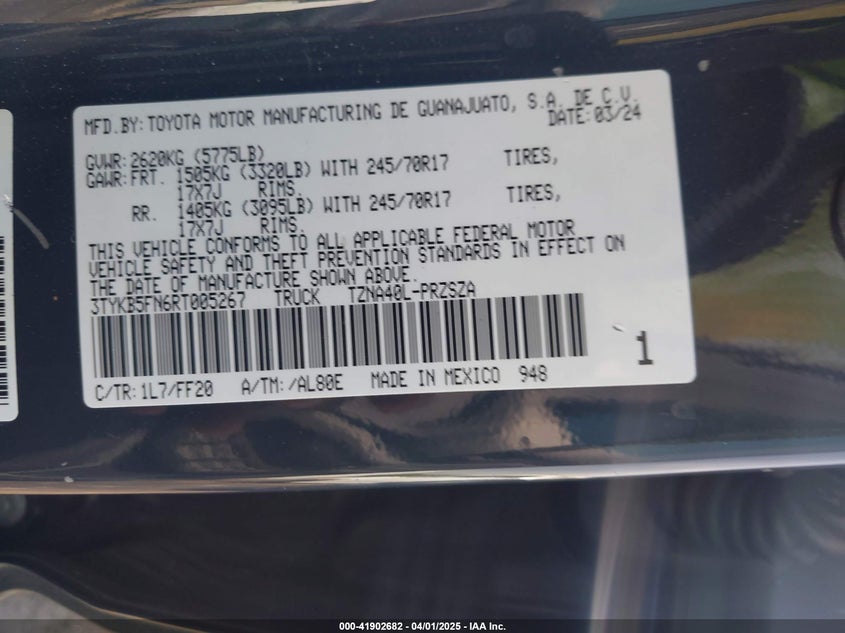 MFD.BY:TOYOTA MOTOR MANUFACTURING DE GUANAJUATO, S.A. DE C.V.
DATE:03/24
GVWR:2620KG (5775LB)
GAWR:FRT. 1505KG (3320LB) WITH 245/70R17 TIRES,
17X7J RIMS.
RR. 1405KG (3095LB) WITH 245/70R17 TIRES,
17X7J RIMS.
THIS VEHICLE CONFORMS TO ALL APPLICABLE FEDERAL MOTOR
VEHICLE SAFETY AND THEFT PREVENTION STANDARDS IN EFFECT ON
THE DATE OF MANUFACTURE SHOWN ABOVE.
3TYKB5FN6RT005267 TRUCK TZNA40L-PRZSZA
C/TR:1L7/FF20 A/TM:/AL80E MADE IN MEXICO 948
1
000-41902682 - 04/01/2025 - IAA Inc.